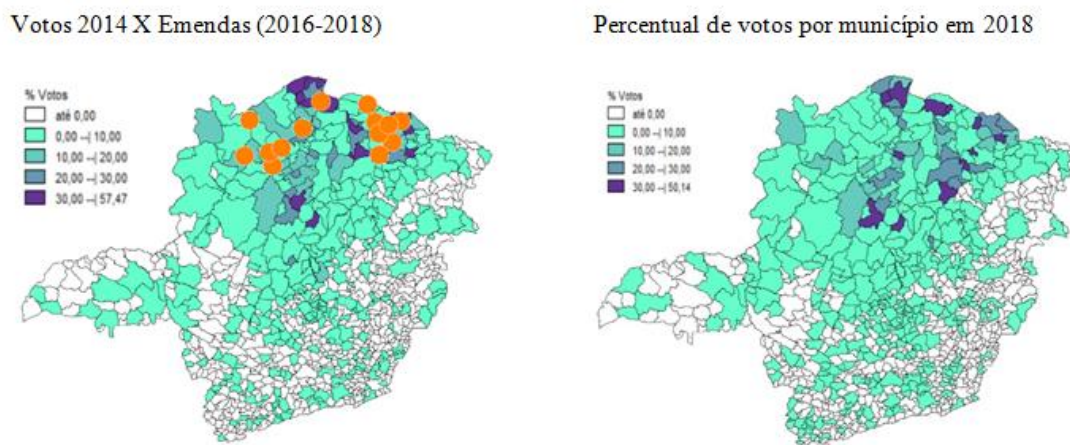 Votos 2014 X Emendas (2016-2018)
Percentual de votos por município em 2018
% Votos
até 0,00
0,00 --| 10,00
10,00 --| 20,00
20,00 --| 30,00
30,00 --| 57,47
% Votos
até 0,00
0,00 --| 10,00
10,00 --| 20,00
20,00 --| 30,00
30,00 --| 50,14